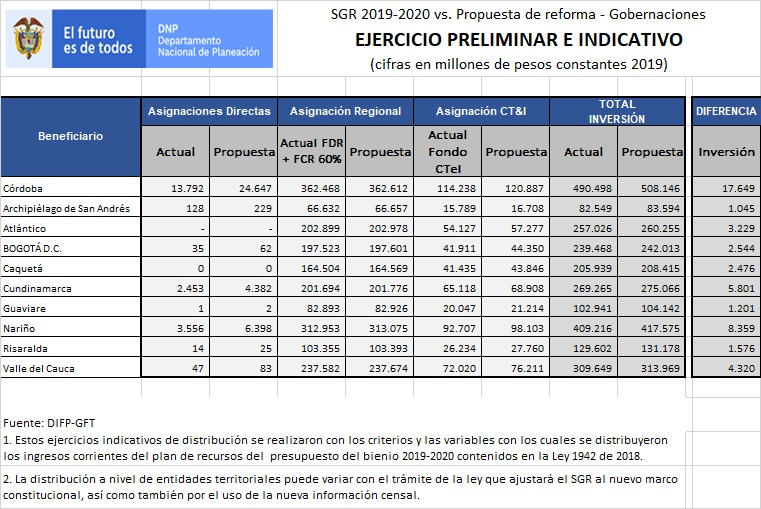 El futuro
es de todos
DNP
Departamento
Nacional de Planeación
SGR 2019-2020 vs. Propuesta de reforma - Gobernaciones
EJERCICIO PRELIMINAR E INDICATIVO
(cifras en millones de pesos constantes 2019)
Beneficiario Asignaciones Directas Asignación Regional Asignación CT&I TOTAL INVERSIÓN DIFERENCIA
Actual Propuesta Actual FDR + FCR 60% Propuesta Actual Fondo CTeI Propuesta Actual Propuesta Inversión
Córdoba 13.792 24.647 362.468 362.612 114.238 120.887 490.498 508.146 17.649
Archipiélago de San Andrés 128 229 66.632 66.657 15.789 16.708 82.549 83.594 1.045
Atlántico - - 202.899 202.978 54.127 57.277 257.026 260.255 3.229
BOGOTÁ D.C. 35 62 197.523 197.601 41.911 44.350 239.468 242.013 2.544
Caquetá 0 0 164.504 164.569 41.435 43.846 205.939 208.415 2.476
Cundinamarca 2.453 4.382 201.694 201.776 65.118 68.908 269.265 275.066 5.801
Guaviare 1 2 82.893 82.926 20.047 21.214 102.941 104.142 1.201
Nariño 3.556 6.398 312.953 313.075 92.707 98.103 409.216 417.575 8.359
Risaralda 14 25 103.355 103.393 26.234 27.760 129.602 131.178 1.576
Valle del Cauca 47 83 237.582 237.674 72.020 76.211 309.649 313.969 4.320
Fuente: DIFP-GFT
1. Estos ejercicios indicativos de distribución se realizaron con los criterios y las variables con los cuales se distribuyeron
los ingresos corrientes del plan de recursos del presupuesto del bienio 2019-2020 contenidos en la Ley 1942 de 2018.
2. La distribución a nivel de entidades territoriales puede variar con el trámite de la ley que ajustará el SGR al nuevo marco
constitucional, así como también por el uso de la nueva información censal.